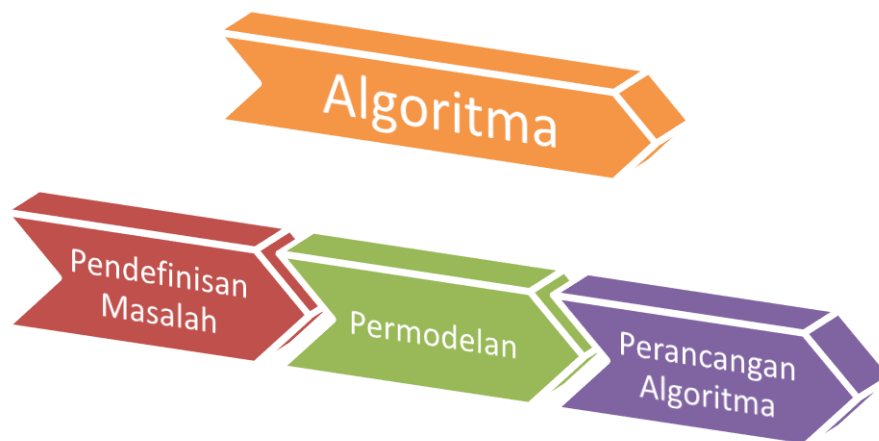 Algoritma
Pendefinisan
Masalah
Permodelan
Perancangan
Algoritma